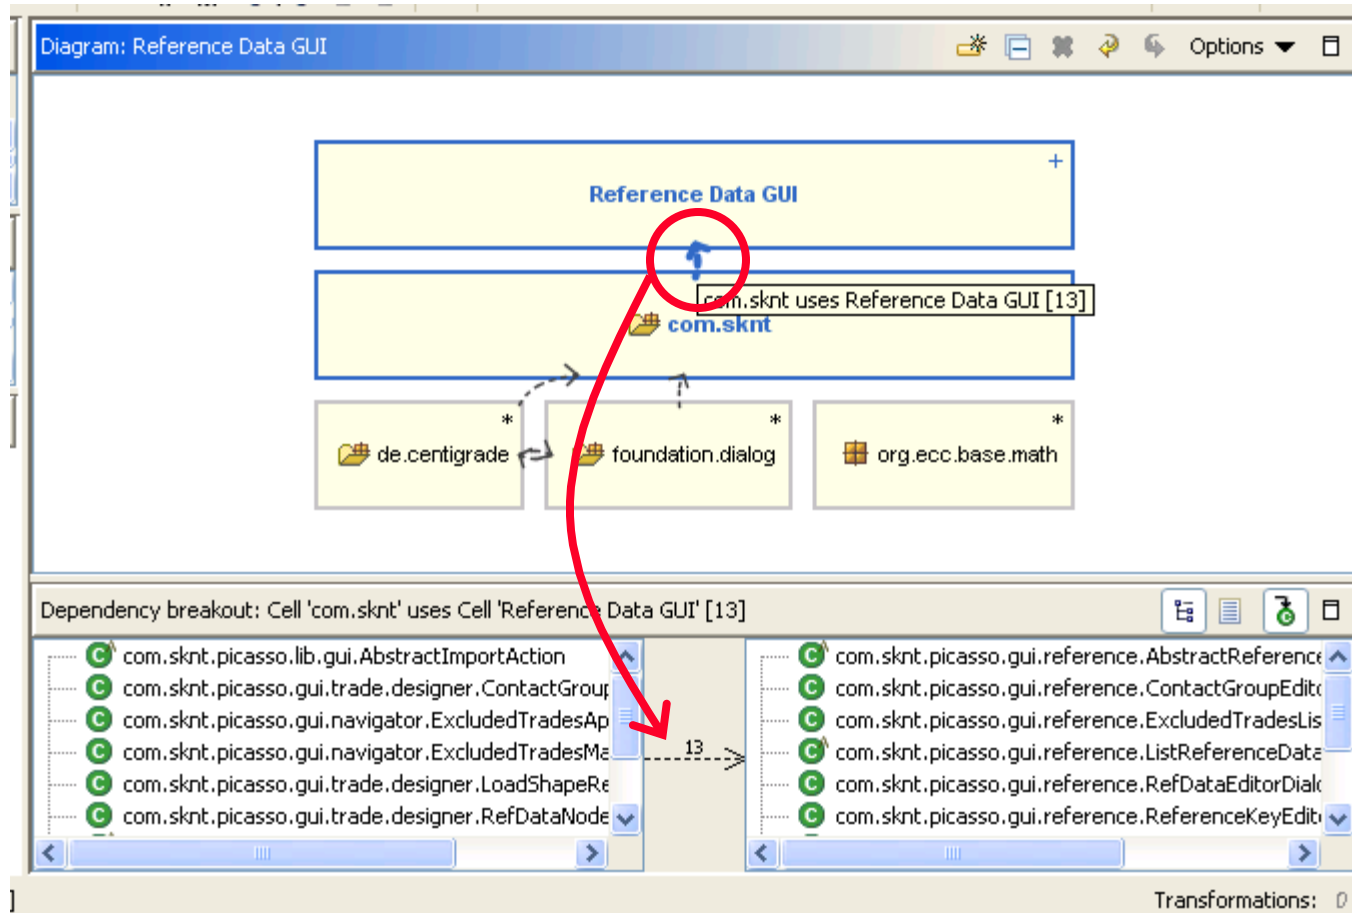 Diagram: Reference Data GUI
Options
+
Reference Data GUI
com.sknt uses Reference Data GUI [13]
com.sknt
* * *
de.centigrade foundation.dialog org.ecc.base.math
Dependency breakout: Cell 'com.sknt' uses Cell 'Reference Data GUI' [13]
com.sknt.picasso.lib.gui.AbstractImportAction
com.sknt.picasso.gui.trade.designer.ContactGroup
com.sknt.picasso.gui.navigator.ExcludedTradesAp
com.sknt.picasso.gui.navigator.ExcludedTradesMa
com.sknt.picasso.gui.trade.designer.LoadShapeRe
com.sknt.picasso.gui.trade.designer.RefDataNode
13
com.sknt.picasso.gui.reference.AbstractReference
com.sknt.picasso.gui.reference.ContactGroupEdito
com.sknt.picasso.gui.reference.ExcludedTradesLis
com.sknt.picasso.gui.reference.ListReferenceData
com.sknt.picasso.gui.reference.RefDataEditorDialo
com.sknt.picasso.gui.reference.ReferenceKeyEdito
] Transformations: 0